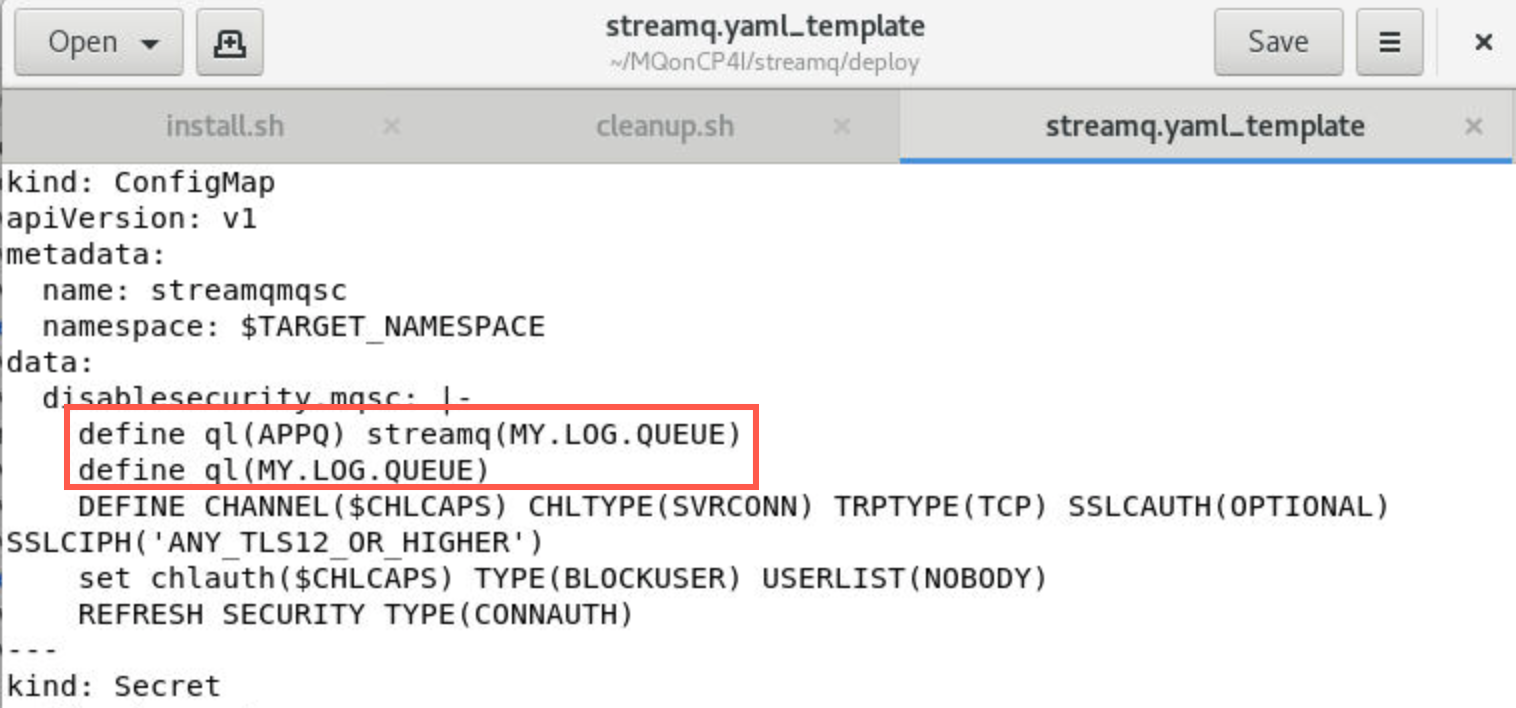 Open
streamq.yaml_template
~/MQonCP4I/streamq/deploy
Save
install.sh
cleanup.sh
streamq.yaml_template
kind: ConfigMap
apiVersion: v1
metadata:
  name: streamqmqsc
  namespace: $TARGET_NAMESPACE
data:
  disablesecurity.mqsc: |-
    define ql(APPQ) streamq(MY.LOG.QUEUE)
    define ql(MY.LOG.QUEUE)
    DEFINE CHANNEL($CHLCAPS) CHLTYPE(SVRCONN) TRPTYPE(TCP) SSLCAUTH(OPTIONAL)
SSLCIPH('ANY_TLS12_OR_HIGHER')
    set chlauth($CHLCAPS) TYPE(BLOCKUSER) USERLIST(NOBODY)
    REFRESH SECURITY TYPE(CONNAUTH)
---
kind: Secret